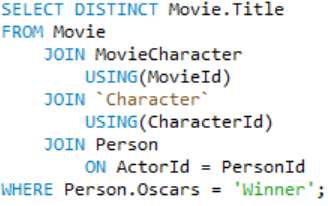 SELECT DISTINCT Movie.Title
FROM Movie
    JOIN MovieCharacter
        USING(MovieId)
    JOIN `Character`
        USING(CharacterId)
    JOIN Person
        ON ActorId = PersonId
WHERE Person.Oscars = 'Winner';